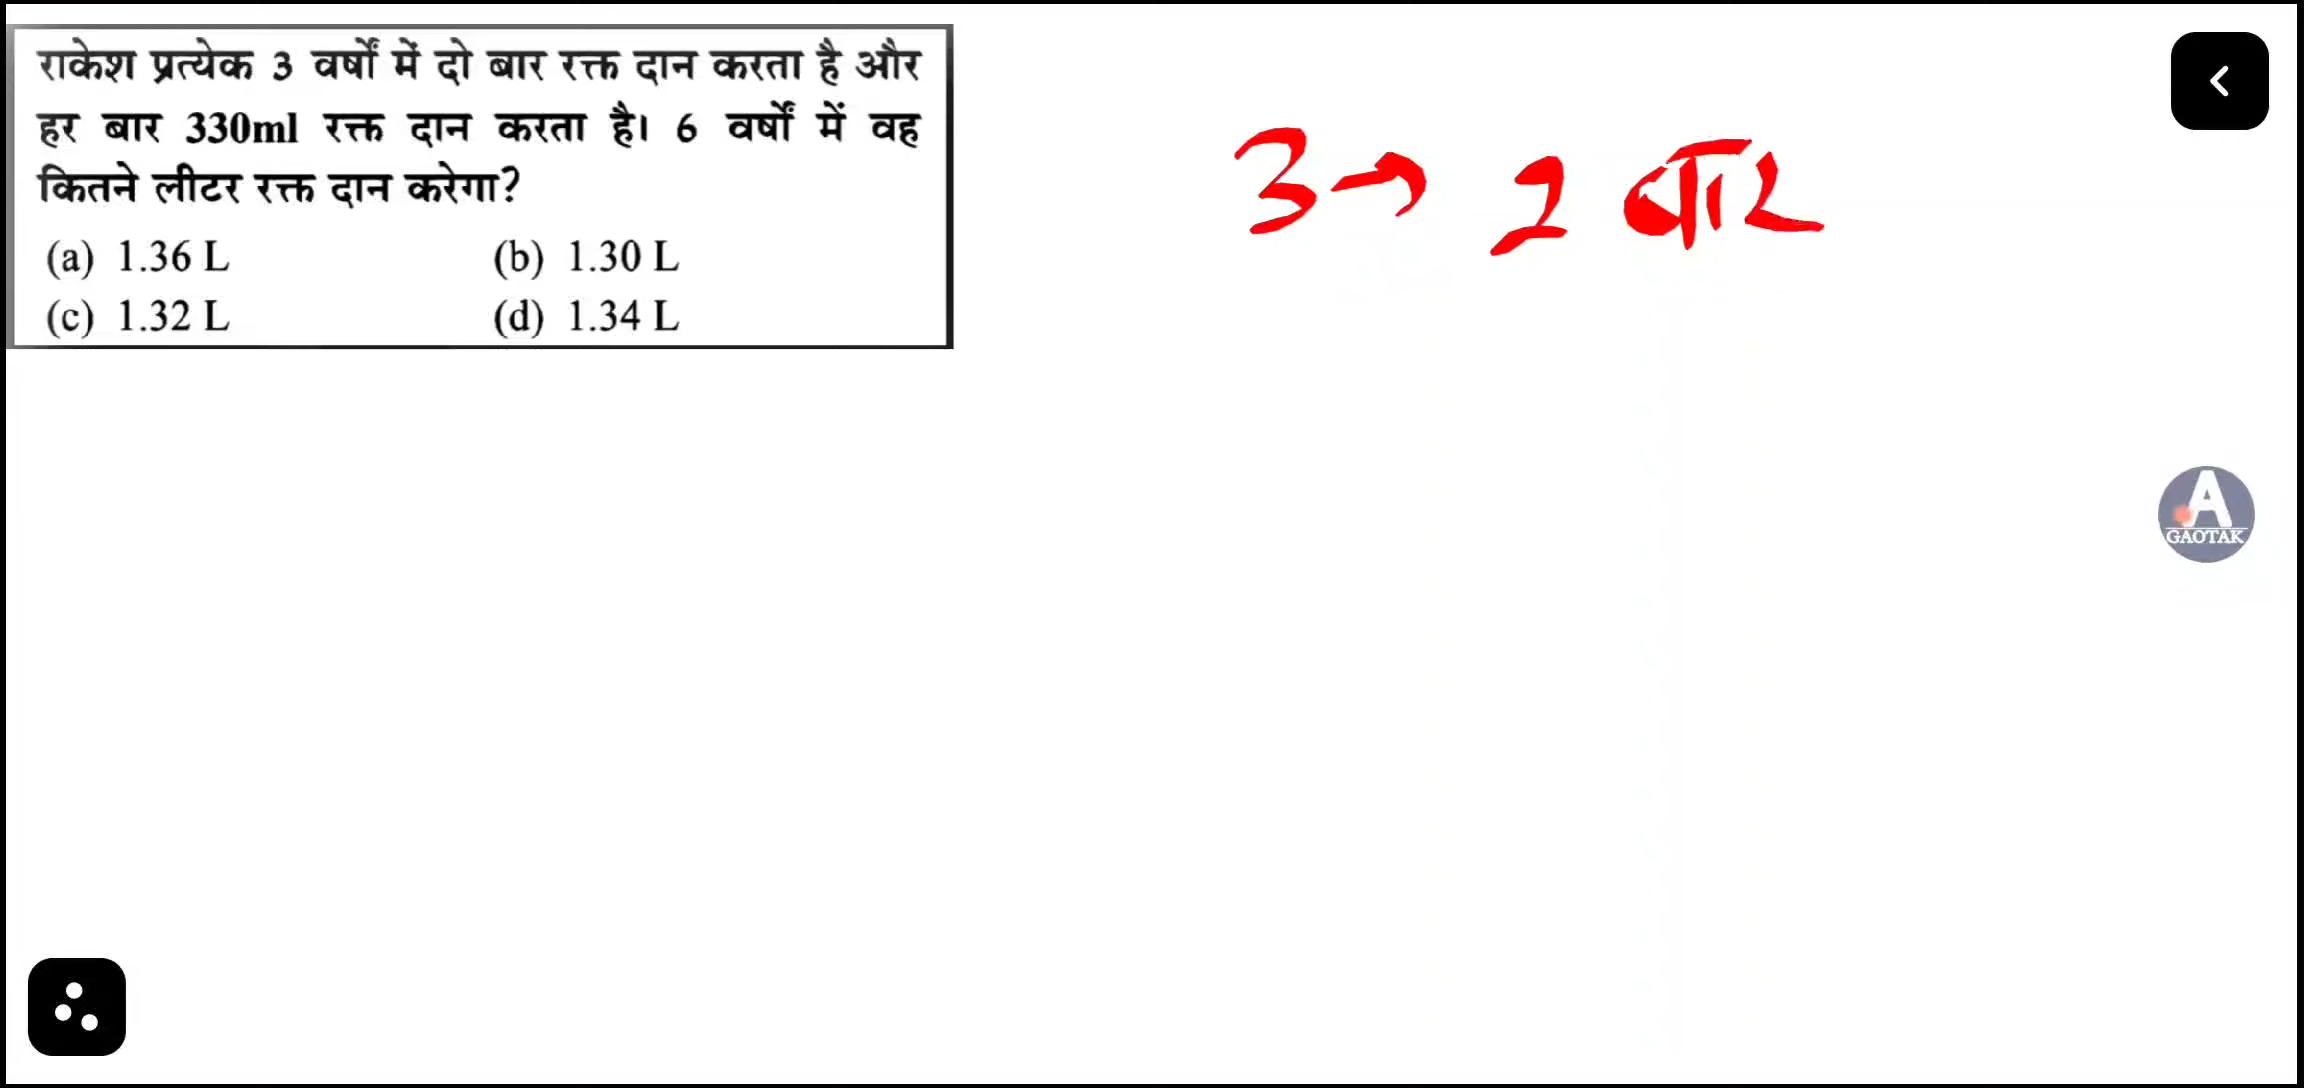 राकेश प्रत्येक 3 वर्षों में दो बार रक्त दान करता है और
हर बार 330ml रक्त दान करता है। 6 वर्षों में वह
कितने लीटर रक्त दान करेगा?
(a) 1.36 L (b) 1.30 L
(c) 1.32 L (d) 1.34 L
3→ 2 बार
A
GAOTAK